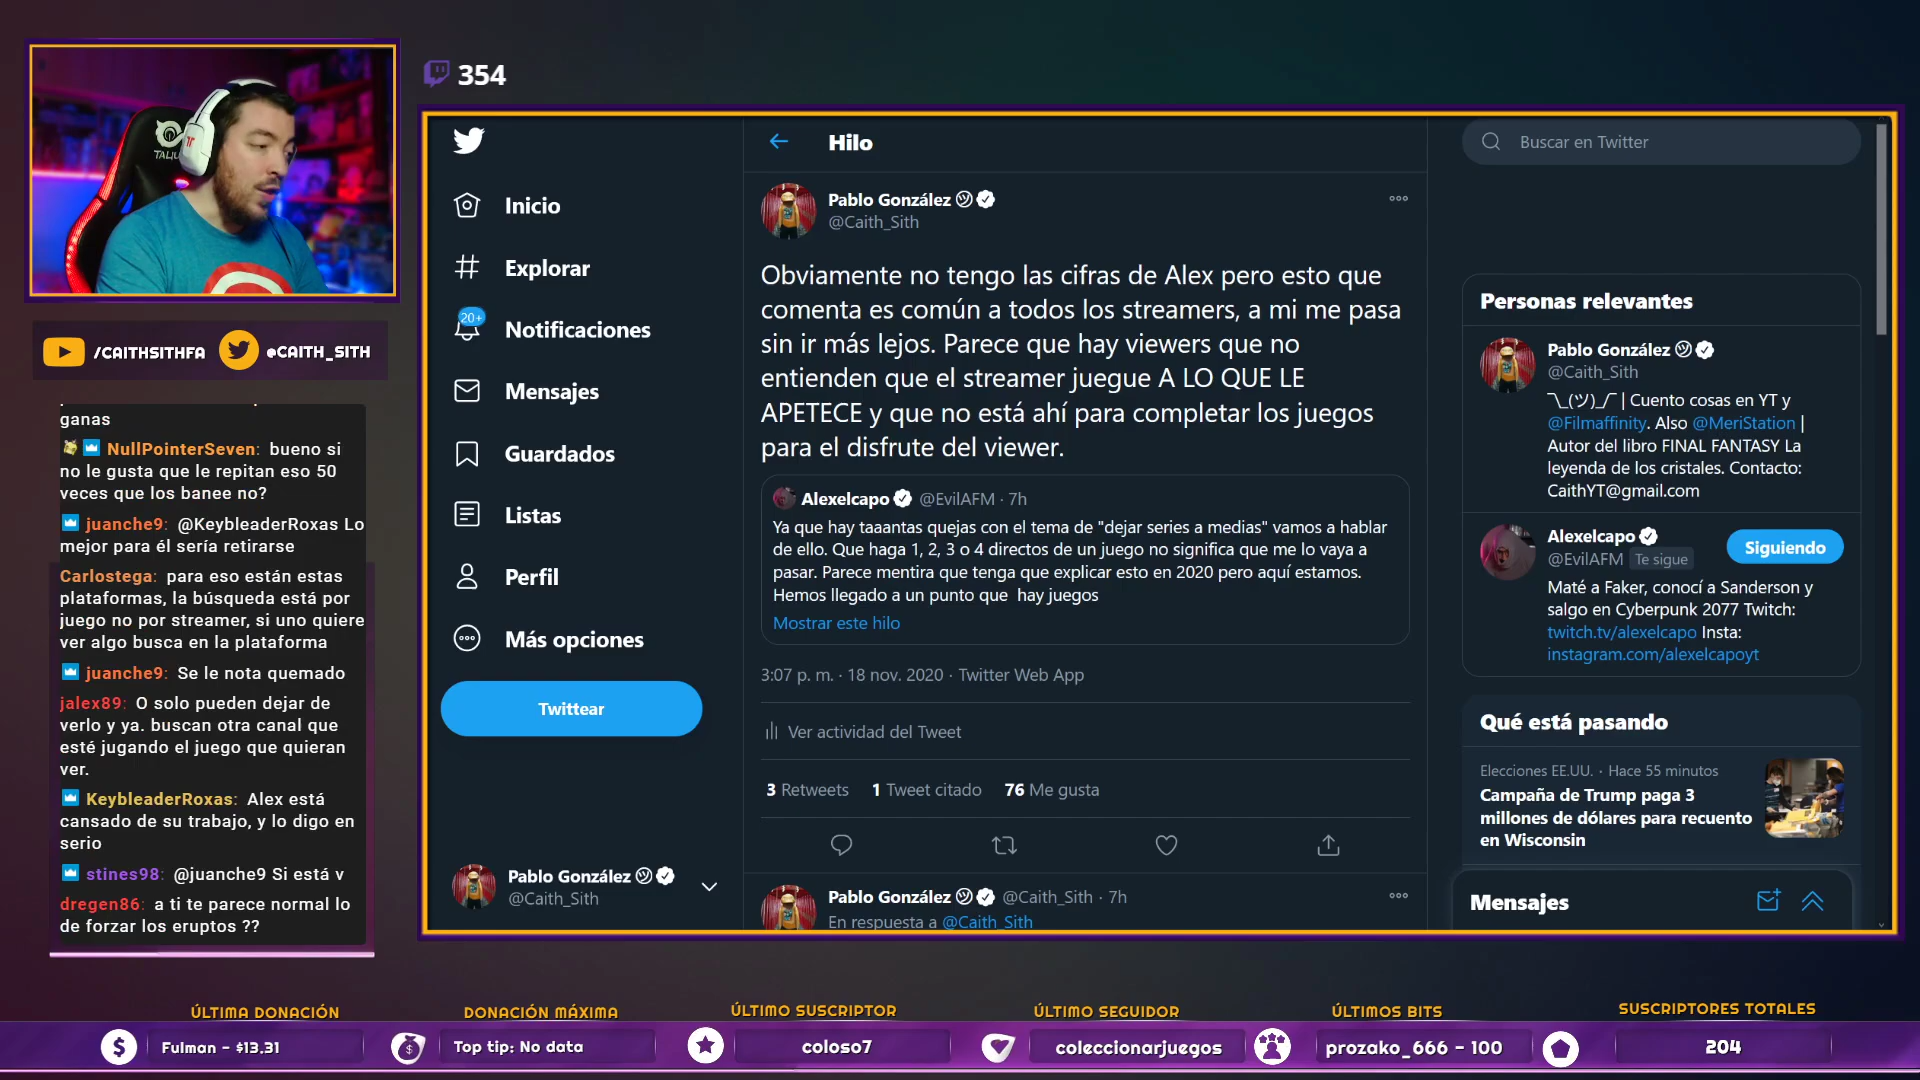 354
TALIUS
/CAITHSITHFA
@CAITH_SITH
ganas
NullPointerSeven: bueno si
no le gusta que le repitan eso 50
veces que los banee no?
juanche9: @KeybleaderRoxas Lo
mejor para él sería retirarse
Carlostega: para eso están estas
plataformas, la búsqueda está por
juego no por streamer, si uno quiere
ver algo busca en la plataforma
juanche9: Se le nota quemado
jalex89: O solo pueden dejar de
verlo y ya. buscan otra canal que
esté jugando el juego que quieran
ver.
KeybleaderRoxas: Alex está
cansado de su trabajo, y lo digo en
serio
stines98: @juanche9 Si está v
dregen86: a ti te parece normal lo
de forzar los eruptos ??
Inicio
Explorar
20+
Notificaciones
Mensajes
Guardados
Listas
Perfil
Más opciones
Twittear
Pablo González
@Caith_Sith
Hilo
Pablo González
@Caith_Sith
Obviamente no tengo las cifras de Alex pero esto que
comenta es común a todos los streamers, a mi me pasa
sin ir más lejos. Parece que hay viewers que no
entienden que el streamer juegue A LO QUE LE
APETECE y que no está ahí para completar los juegos
para el disfrute del viewer.
Alexelcapo @EvilAFM · 7h
Ya que hay taaantas quejas con el tema de "dejar series a medias" vamos a hablar
de ello. Que haga 1, 2, 3 o 4 directos de un juego no significa que me lo vaya a
pasar. Parece mentira que tenga que explicar esto en 2020 pero aquí estamos.
Hemos llegado a un punto que  hay juegos
Mostrar este hilo
3:07 p. m. · 18 nov. 2020 · Twitter Web App
Ver actividad del Tweet
3 Retweets 1 Tweet citado 76 Me gusta
Pablo González @Caith_Sith · 7h
En respuesta a @Caith_Sith
Buscar en Twitter
Personas relevantes
Pablo González
@Caith_Sith
¯\_(ツ)_/¯ | Cuento cosas en YT y
@Filmaffinity. Also @MeriStation |
Autor del libro FINAL FANTASY La
leyenda de los cristales. Contacto:
CaithYT@gmail.com
Alexelcapo
@EvilAFM Te sigue
Siguiendo
Maté a Faker, conocí a Sanderson y
salgo en Cyberpunk 2077 Twitch:
twitch.tv/alexelcapo Insta:
instagram.com/alexelcapoyt
Qué está pasando
Elecciones EE.UU. · Hace 55 minutos
Campaña de Trump paga 3
millones de dólares para recuento
en Wisconsin
Mensajes
ÚLTIMA DONACIÓN
Fulman - $13.31
DONACIÓN MÁXIMA
Top tip: No data
ÚLTIMO SUSCRIPTOR
coloso7
ÚLTIMO SEGUIDOR
coleccionarjuegos
ÚLTIMOS BITS
prozako_666 - 100
SUSCRIPTORES TOTALES
204